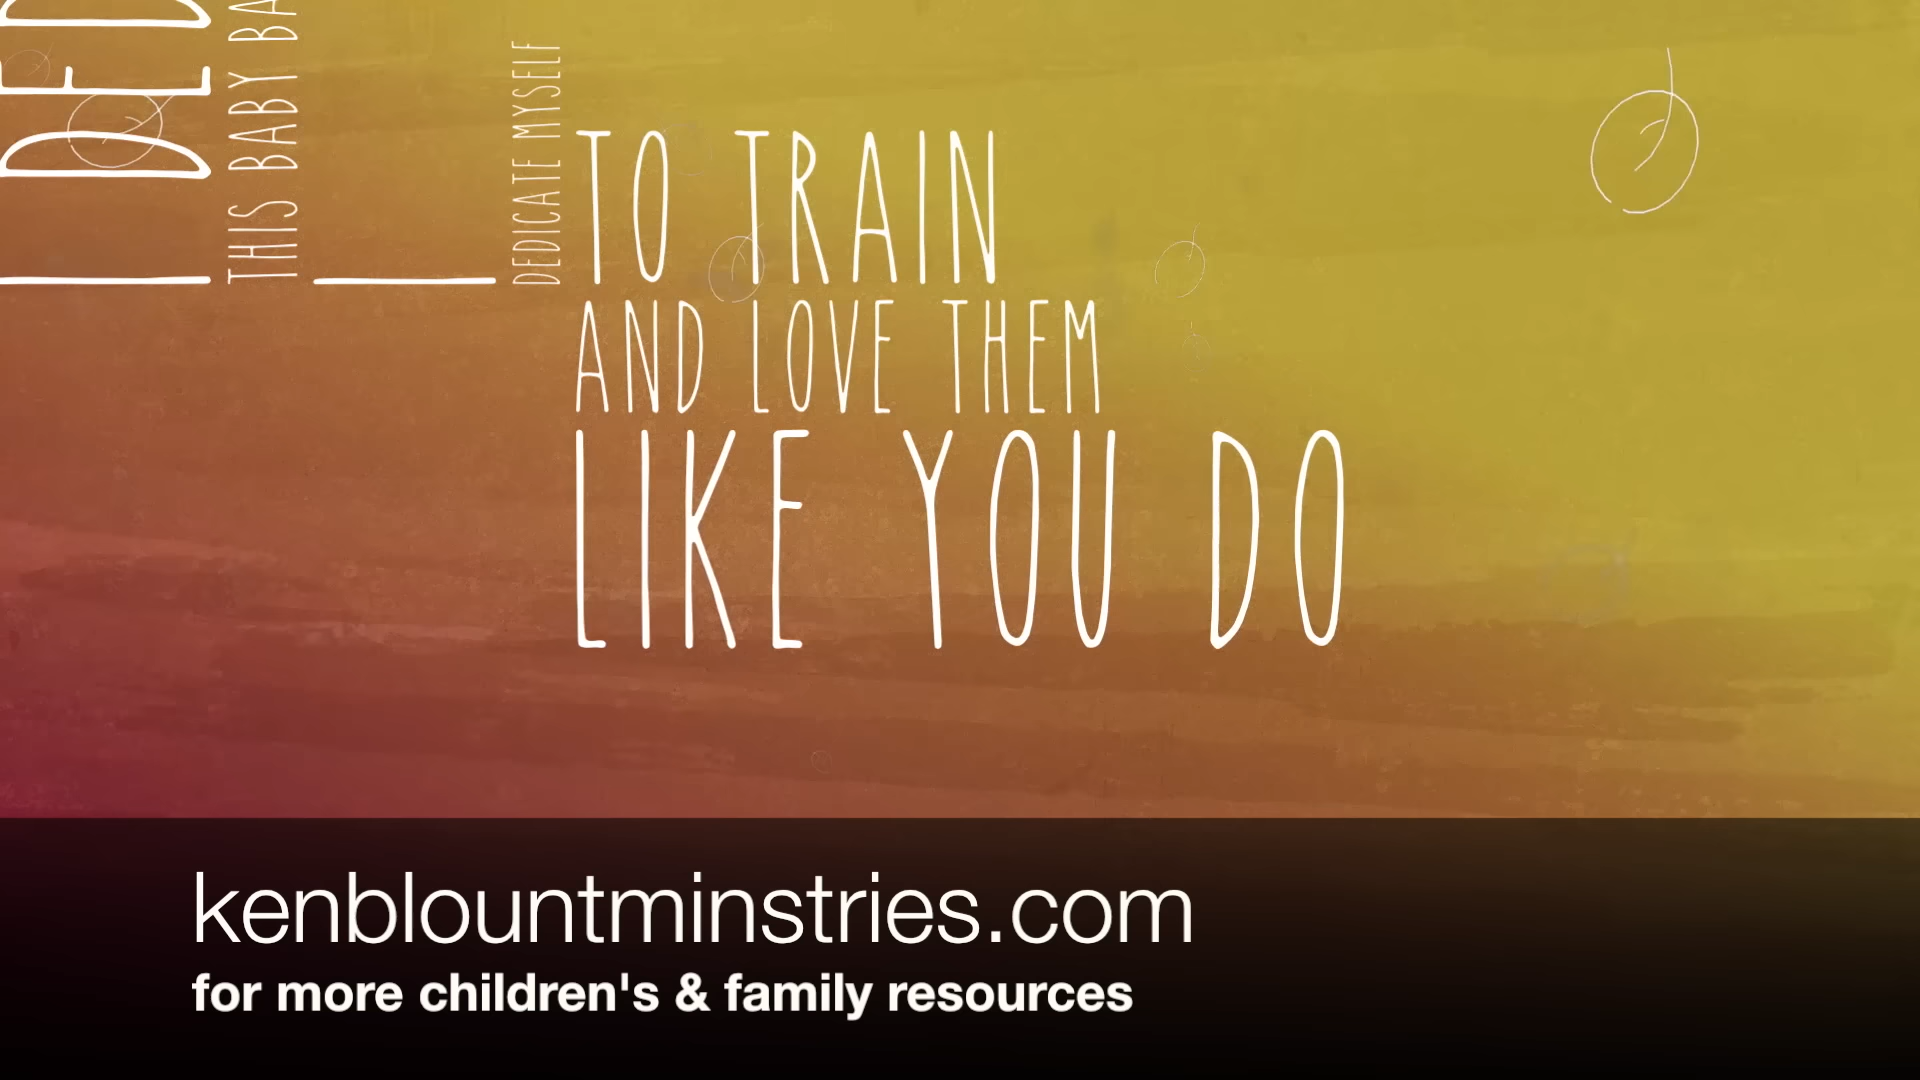 I DED
THIS BABY BA
I
DEDICATE MYSELF
TO TRAIN
AND LOVE THEM
LIKE YOU DO
kenblountminstries.com
for more children's & family resources